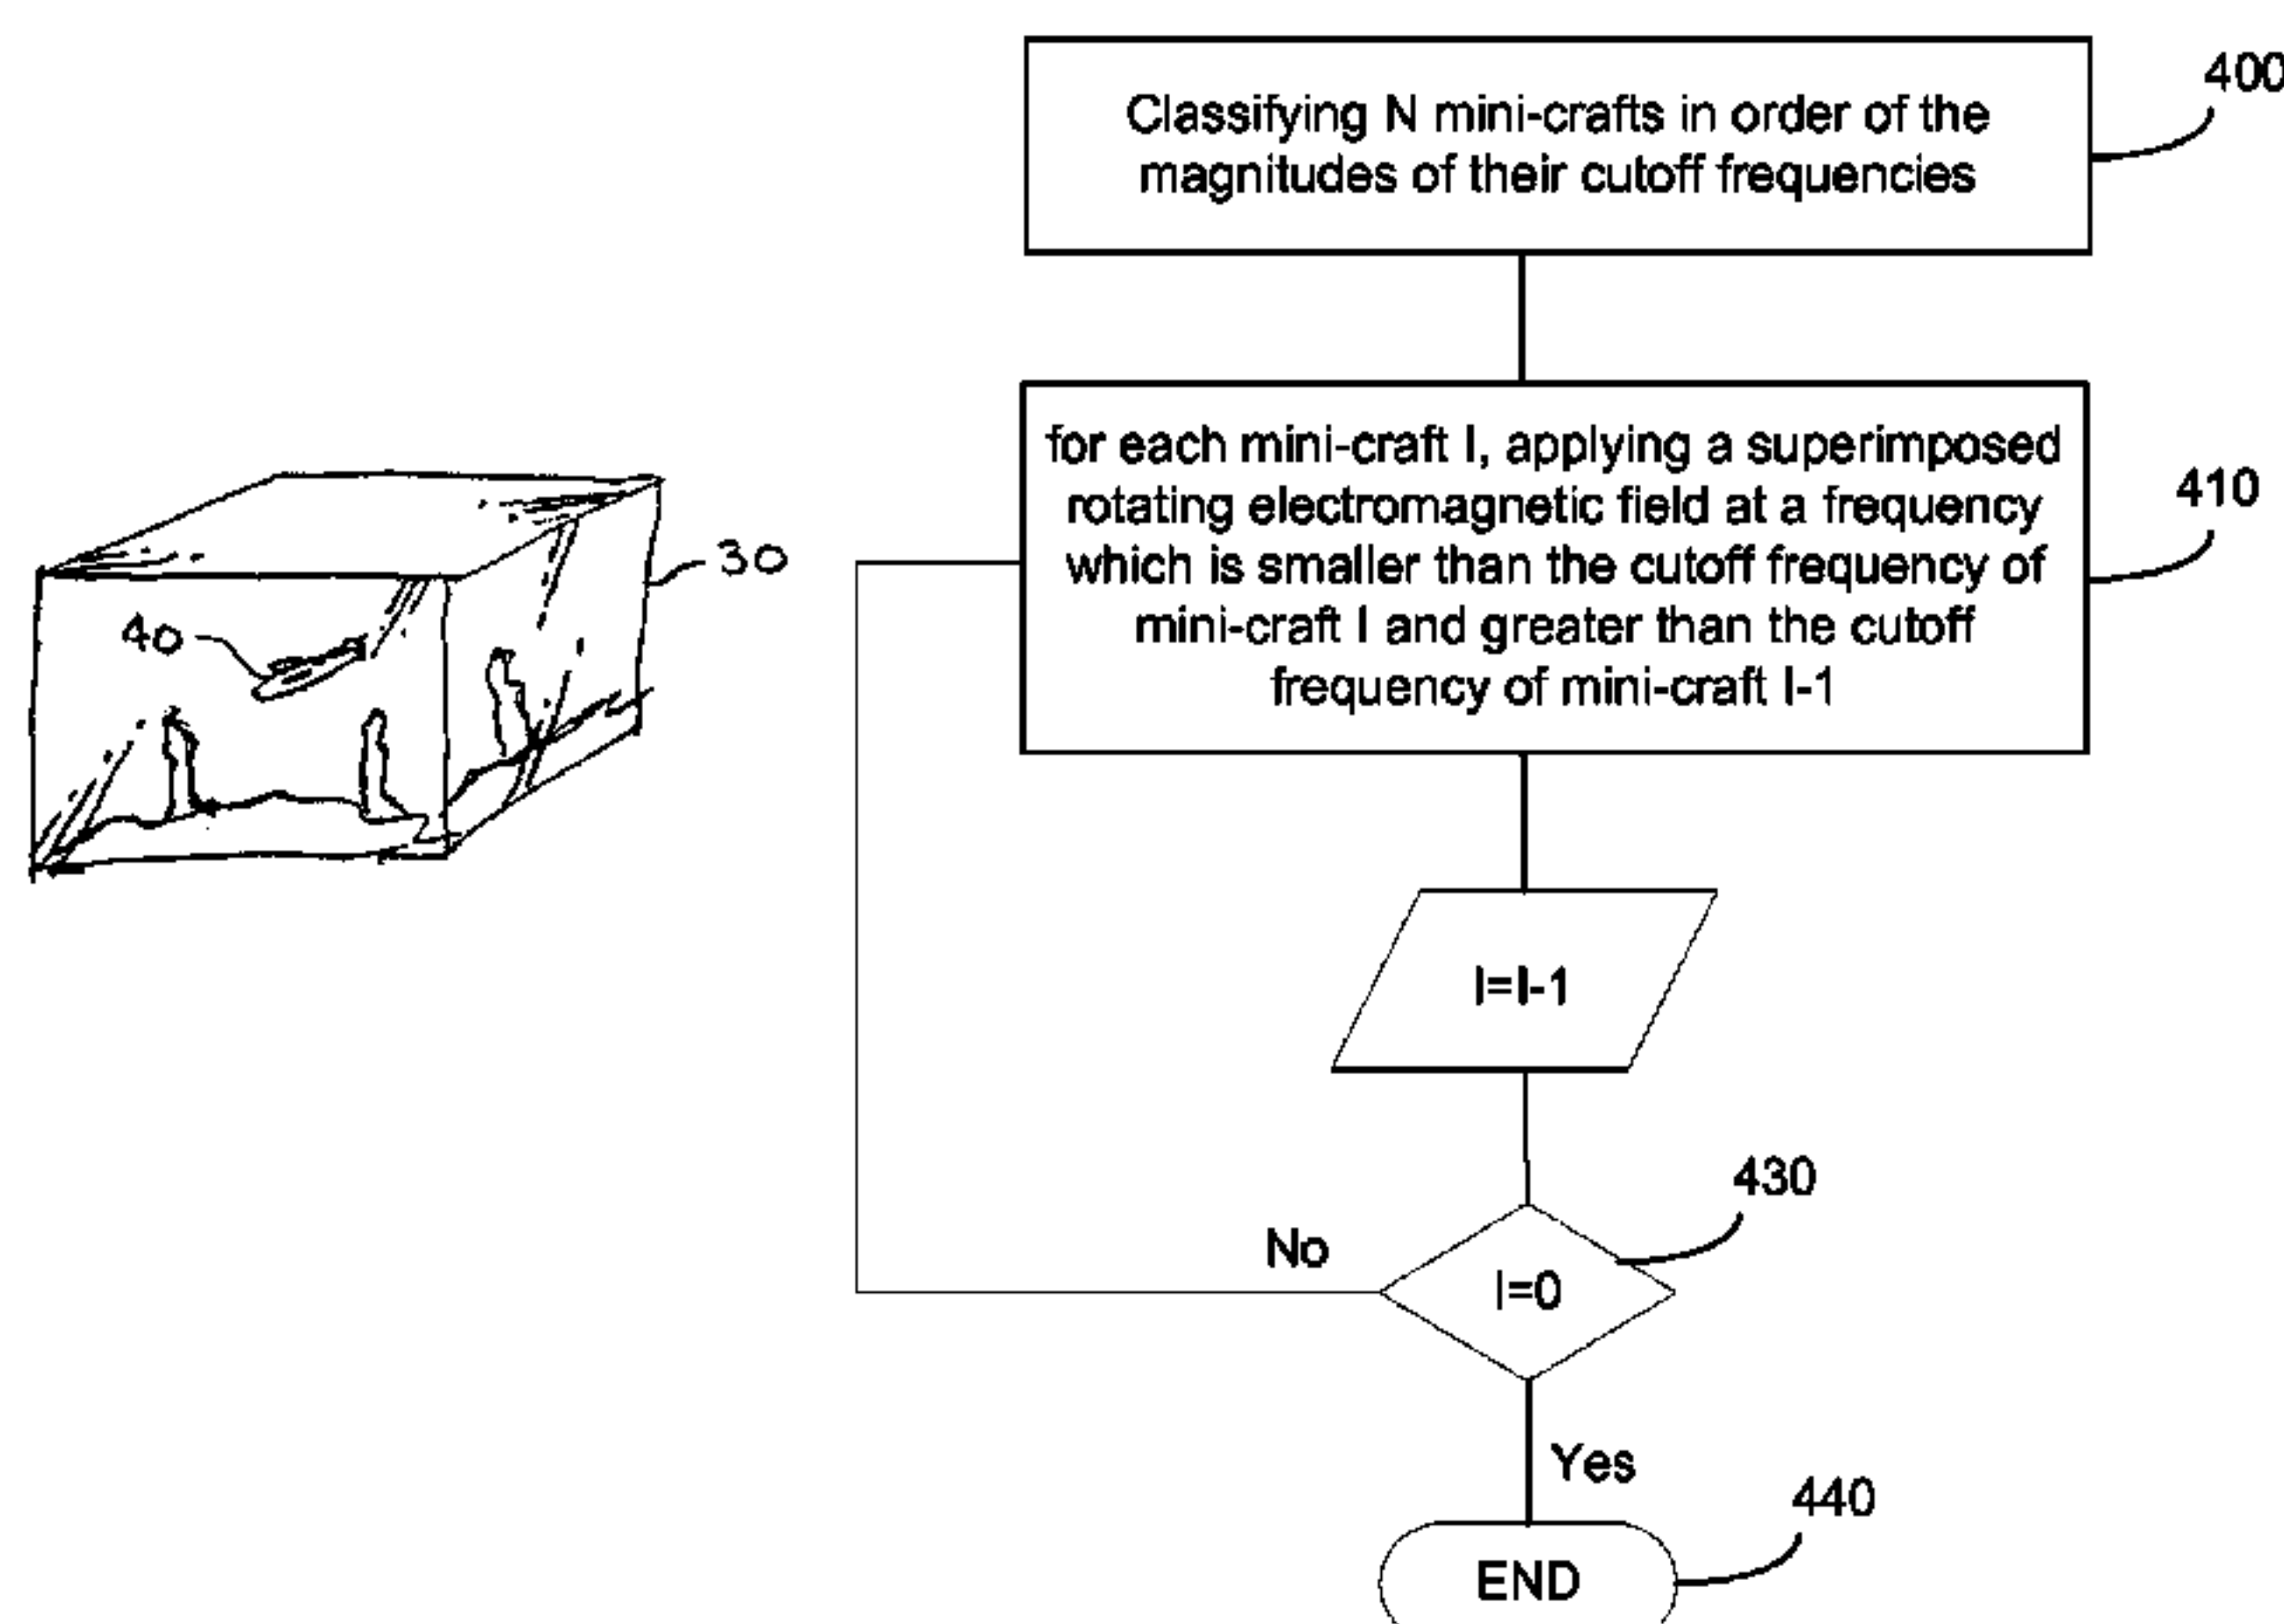 Classifying N mini-crafts in order of the
magnitudes of their cutoff frequencies
400
for each mini-craft I, applying a superimposed
rotating electromagnetic field at a frequency
which is smaller than the cutoff frequency of
mini-craft I and greater than the cutoff
frequency of mini-craft I-1
410
30
40
I=I-1
430
No
I=0
Yes
440
END